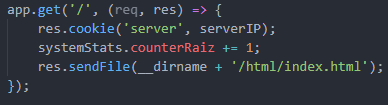 app.get('/', (req, res) => {
    res.cookie('server', serverIP);
    systemStats.counterRaiz += 1;
    res.sendFile(__dirname + '/html/index.html');
});